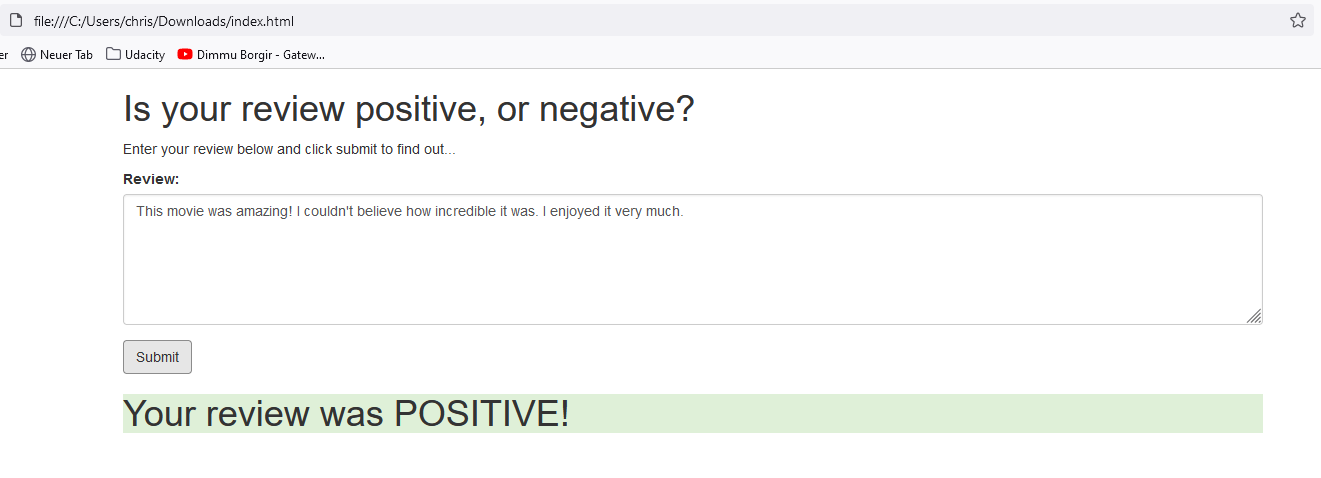 file:///C:/Users/chris/Downloads/index.html
er Neuer Tab Udacity Dimmu Borgir - Gatew...
Is your review positive, or negative?
Enter your review below and click submit to find out...
Review:
This movie was amazing! I couldn't believe how incredible it was. I enjoyed it very much.
Submit
Your review was POSITIVE!